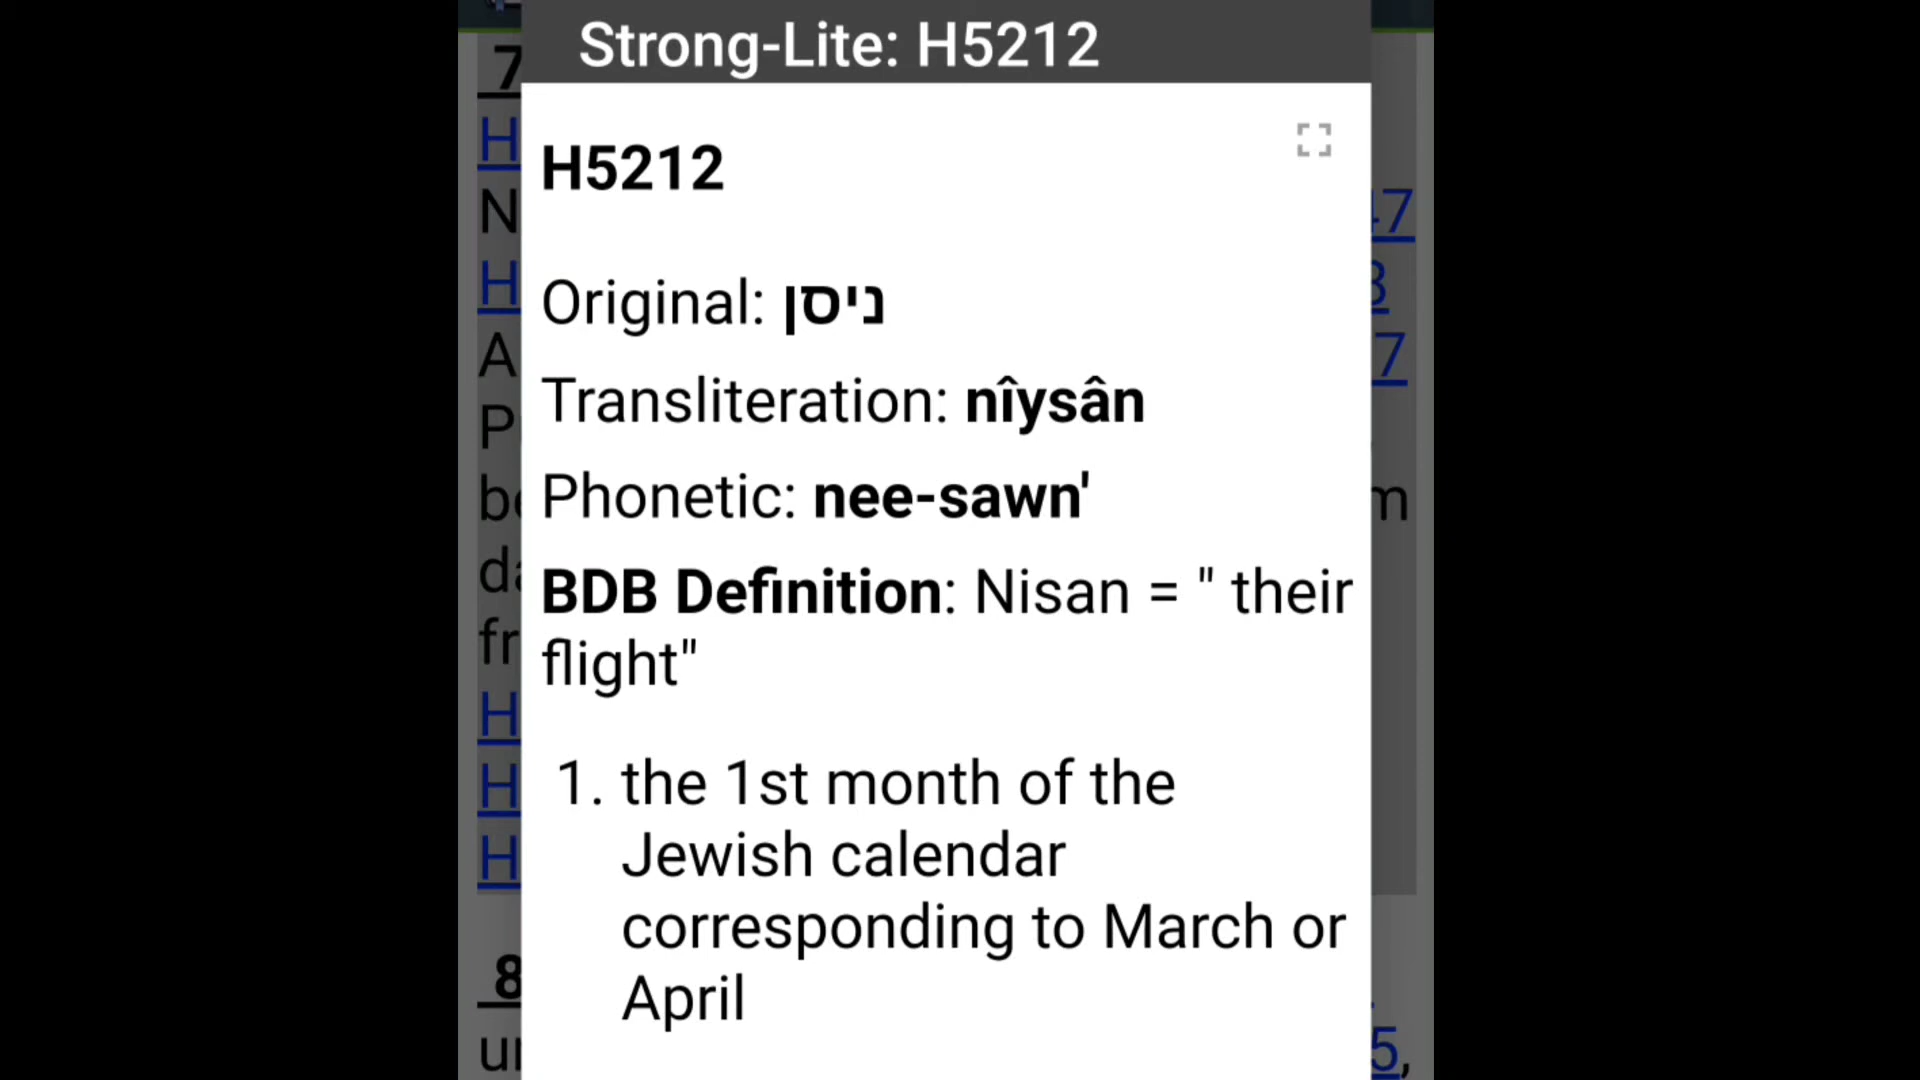 Strong-Lite: H5212
H5212
Original: ניסן
Transliteration: nîysân
Phonetic: nee-sawn'
BDB Definition: Nisan = " their
flight"
1. the 1st month of the
Jewish calendar
corresponding to March or
April